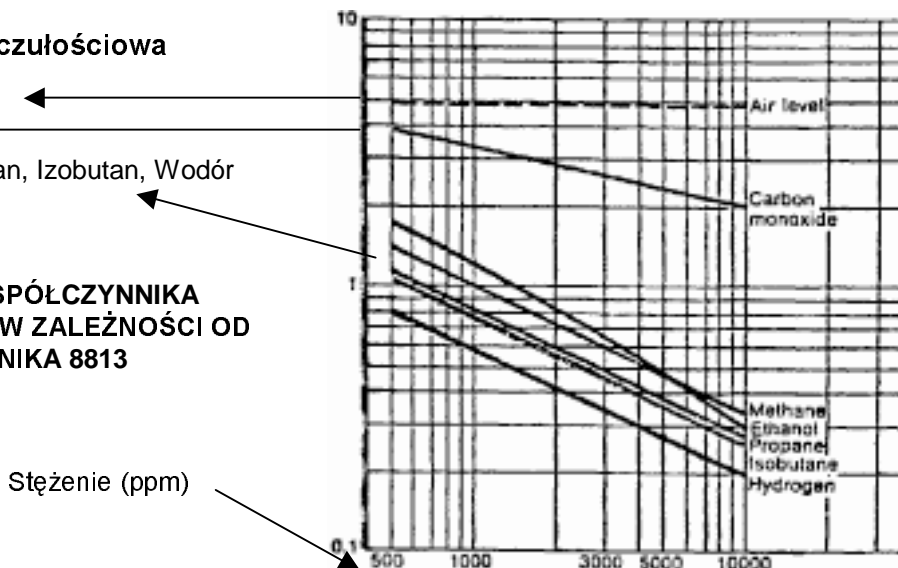 czułościowa
an, Izobutan, Wodór
SPÓŁCZYNNIKA
W ZALEŻNOŚCI OD
NIKA 8813
Stężenie (ppm)
10
1
0,1
Air level
Carbon
monoxide
Methane
Ethanol
Propane
Isobutane
Hydrogen
500 1000 3000 5000 10000